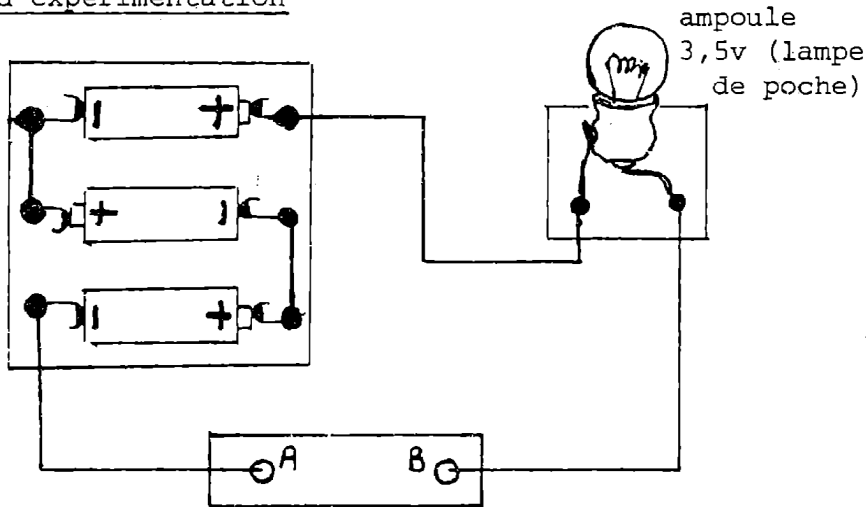 d'expérimentation
ampoule
3,5v (lampe
de poche)
- +
+ -
- +
A B